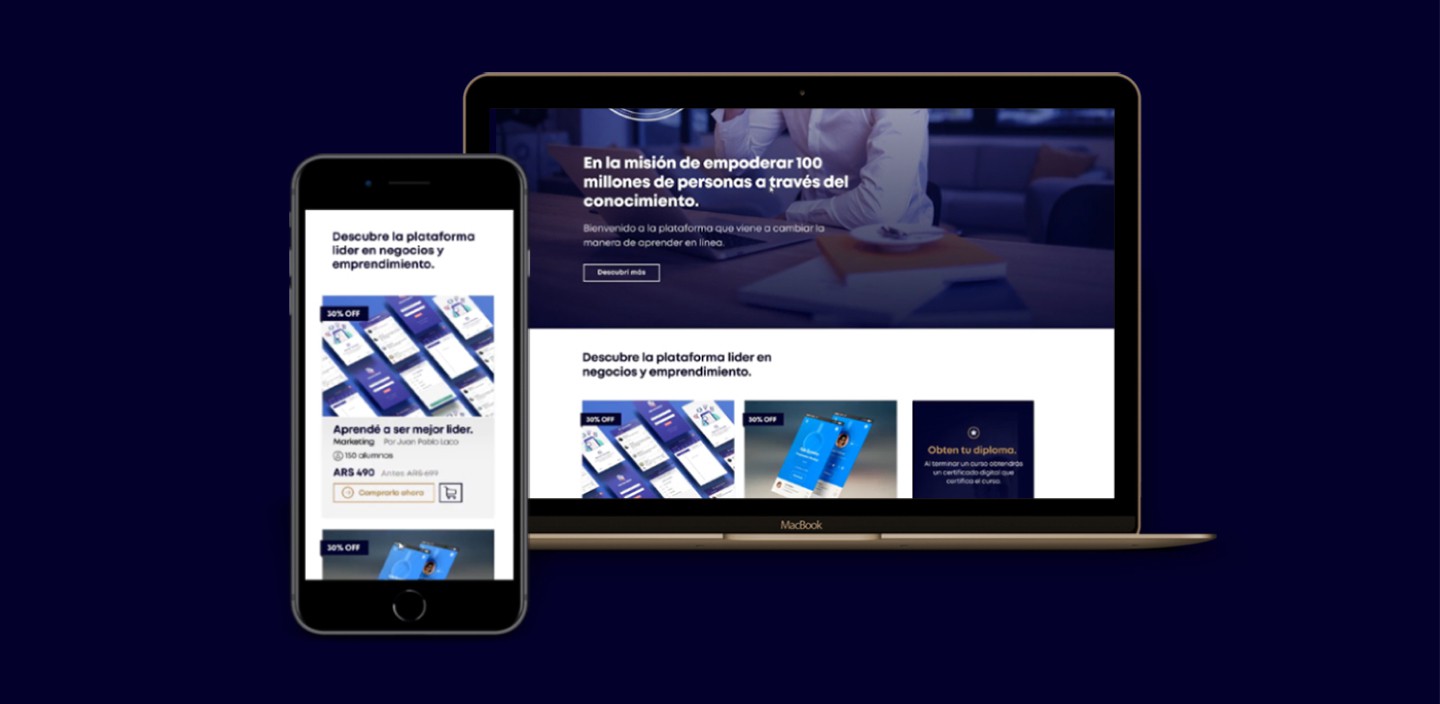 Descubre la plataforma
lider en negocios y
emprendimiento.
30% OFF
Aprendé a ser mejor lider.
Marketing Por Juan Pablo Laco
150 alumnos
ARS 490 Antes ARS 699
Comprarlo ahora
30% OFF
En la misión de empoderar 100
millones de personas a través del
conocimiento.
Bienvenido a la plataforma que viene a cambiar la
manera de aprender en línea.
Descubrí más
Descubre la plataforma lider en
negocios y emprendimiento.
30% OFF
30% OFF
Obten tu diploma.
Al terminar un curso obtendrás
un certificado digital que
certifica el curso.
MacBook